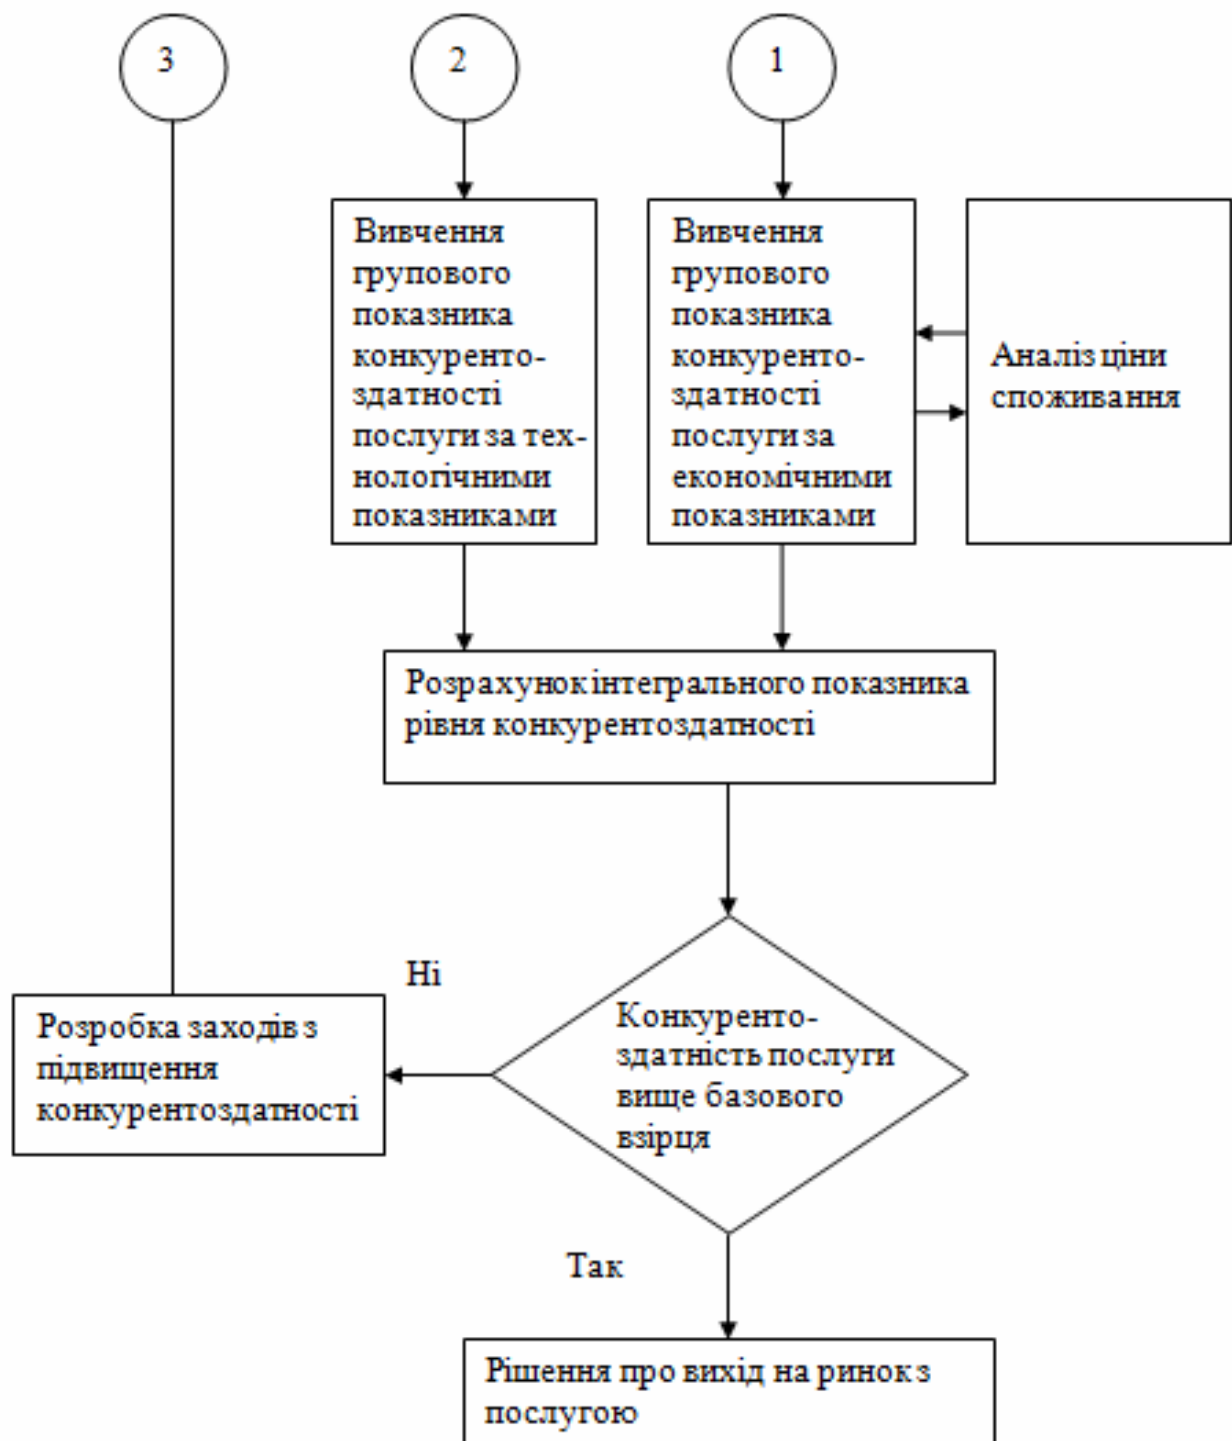 3
2
1
Вивчення
групового
показника
конкуренто-
здатності
послуги за тех-
нологічними
показниками
Вивчення
групового
показника
конкуренто-
здатності
послуги за
економічними
показниками
Аналіз ціни
споживання
Розрахунок інтегрального показника
рівня конкурентоздатності
Ні
Розробка заходів з
підвищення
конкурентоздатності
Конкуренто-
здатність послуги
вище базового
взірця
Так
Рішення про вихід на ринок з
послугою